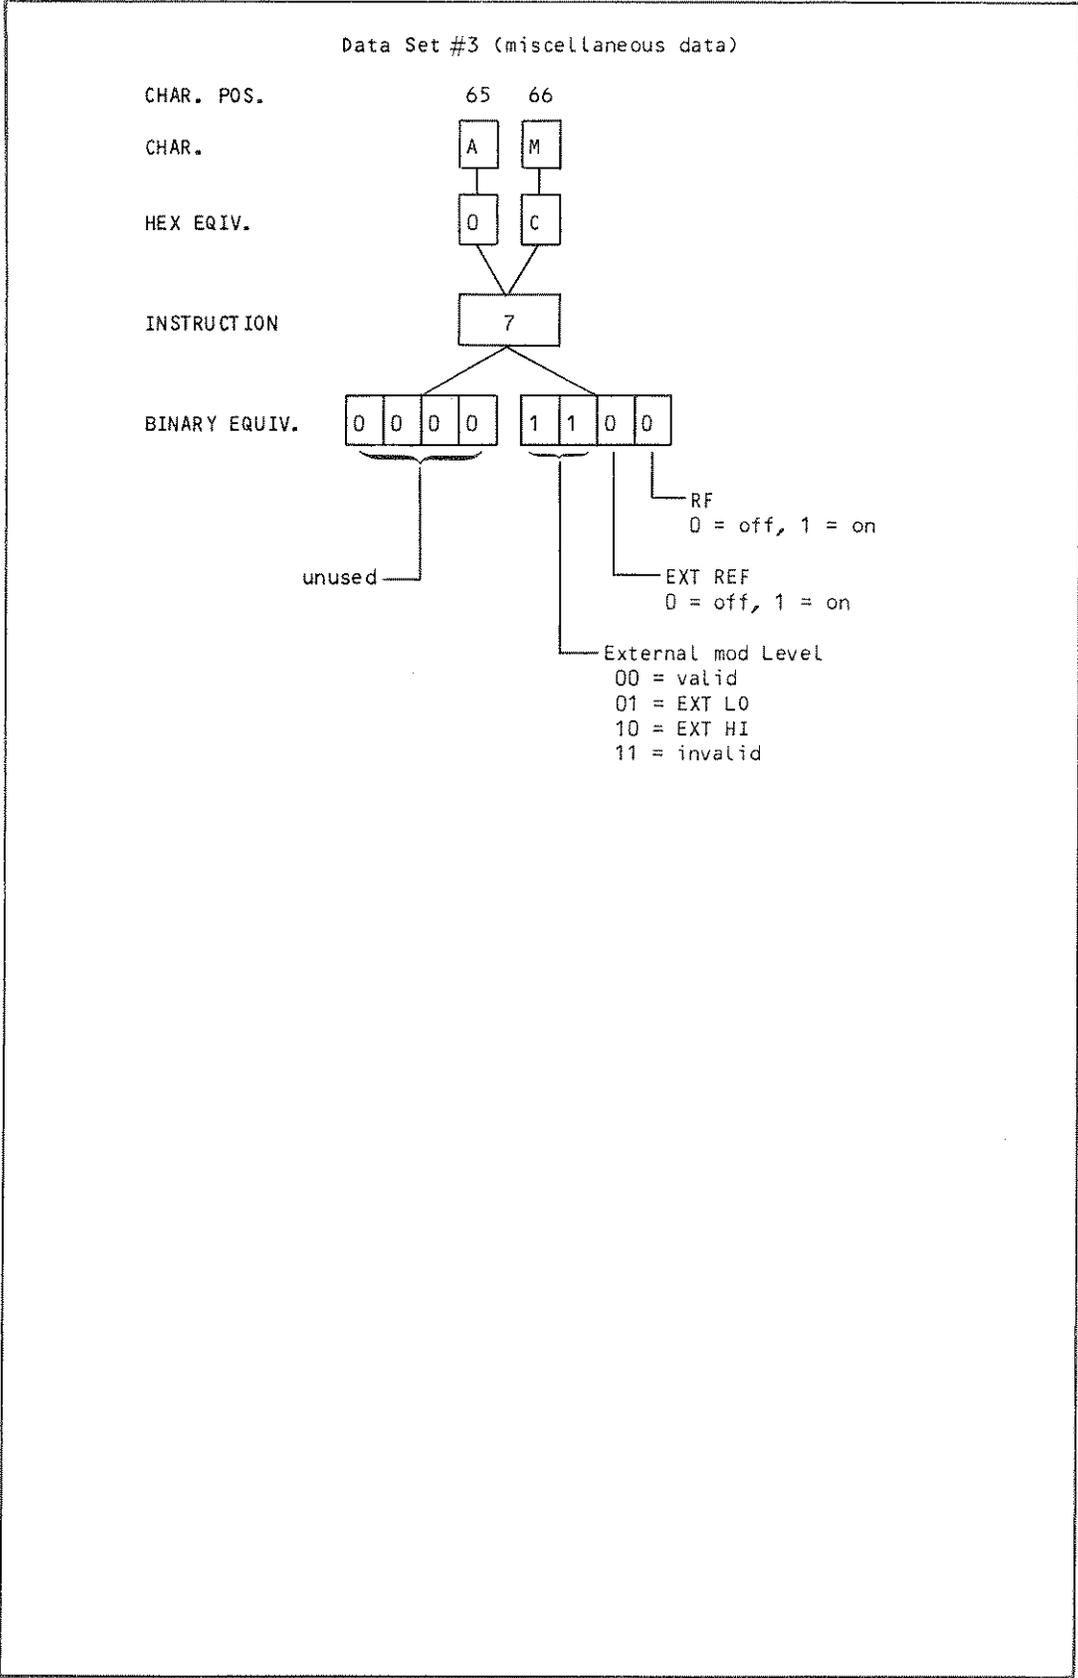 Data Set #3 (miscellaneous data)
CHAR. POS. 65 66
CHAR. A M
HEX EQIV. 0 C
INSTRUCTION 7
BINARY EQUIV. 0 0 0 0 1 1 0 0
RF
0 = off, 1 = on
unused EXT REF
0 = off, 1 = on
External mod Level
00 = valid
01 = EXT LO
10 = EXT HI
11 = invalid